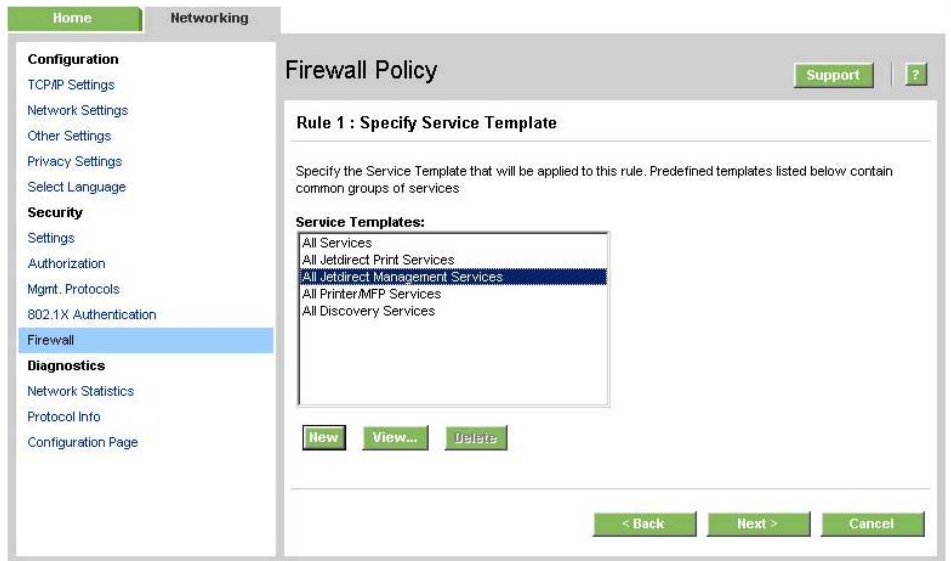 Home
Networking
Configuration
TCP/IP Settings
Network Settings
Other Settings
Privacy Settings
Select Language
Security
Settings
Authorization
Mgmt. Protocols
802.1X Authentication
Firewall
Diagnostics
Network Statistics
Protocol Info
Configuration Page
Firewall Policy
Support
?
Rule 1 : Specify Service Template
Specify the Service Template that will be applied to this rule. Predefined templates listed below contain
common groups of services
Service Templates:
All Services
All Jetdirect Print Services
All Jetdirect Management Services
All Printer/MFP Services
All Discovery Services
New
View...
Delete
< Back
Next >
Cancel